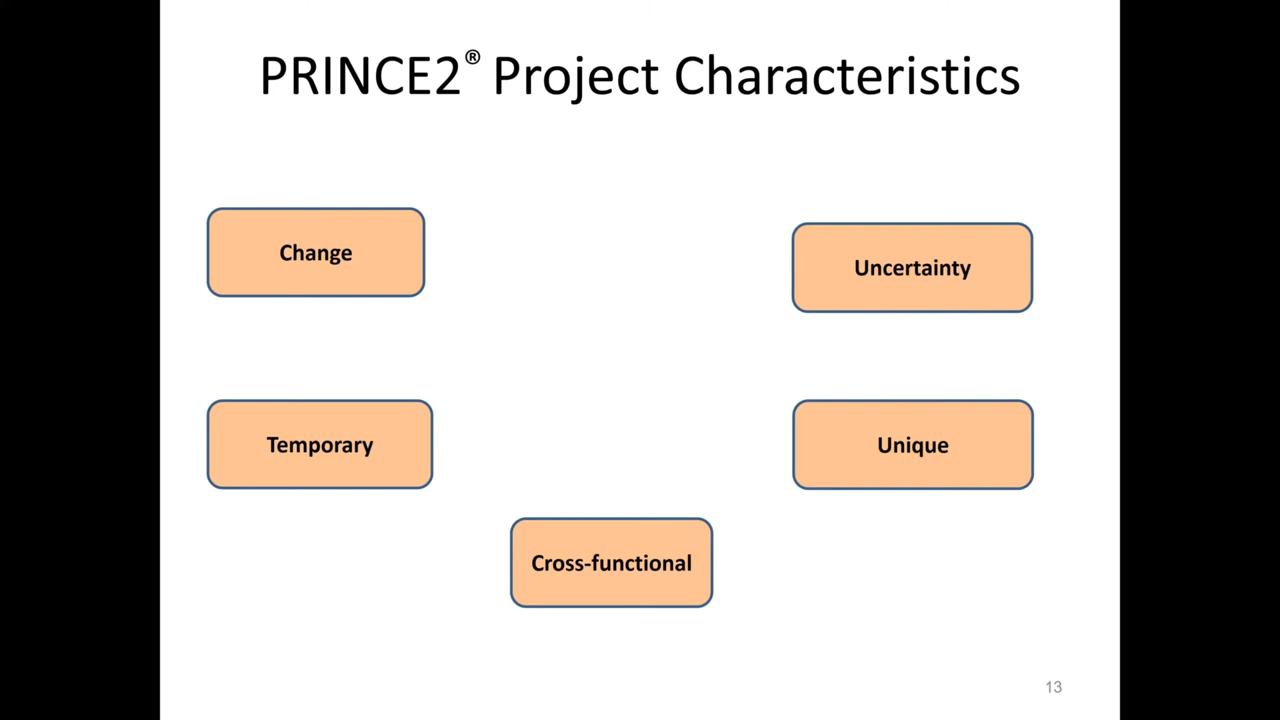 PRINCE2® Project Characteristics
Change
Uncertainty
Temporary
Unique
Cross-functional
13